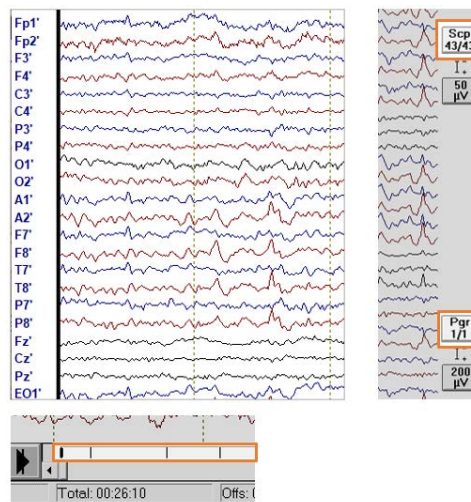 Fp1'
Fp2'
F3'
F4'
C3'
C4'
P3'
P4'
O1'
O2'
A1'
A2'
F7'
F8'
T7'
T8'
P7'
P8'
Fz'
Cz'
Pz'
EO1'
Scp
43/43
50
µV
Pgr
1/1
200
µV
Total: 00:26:10
Offs: